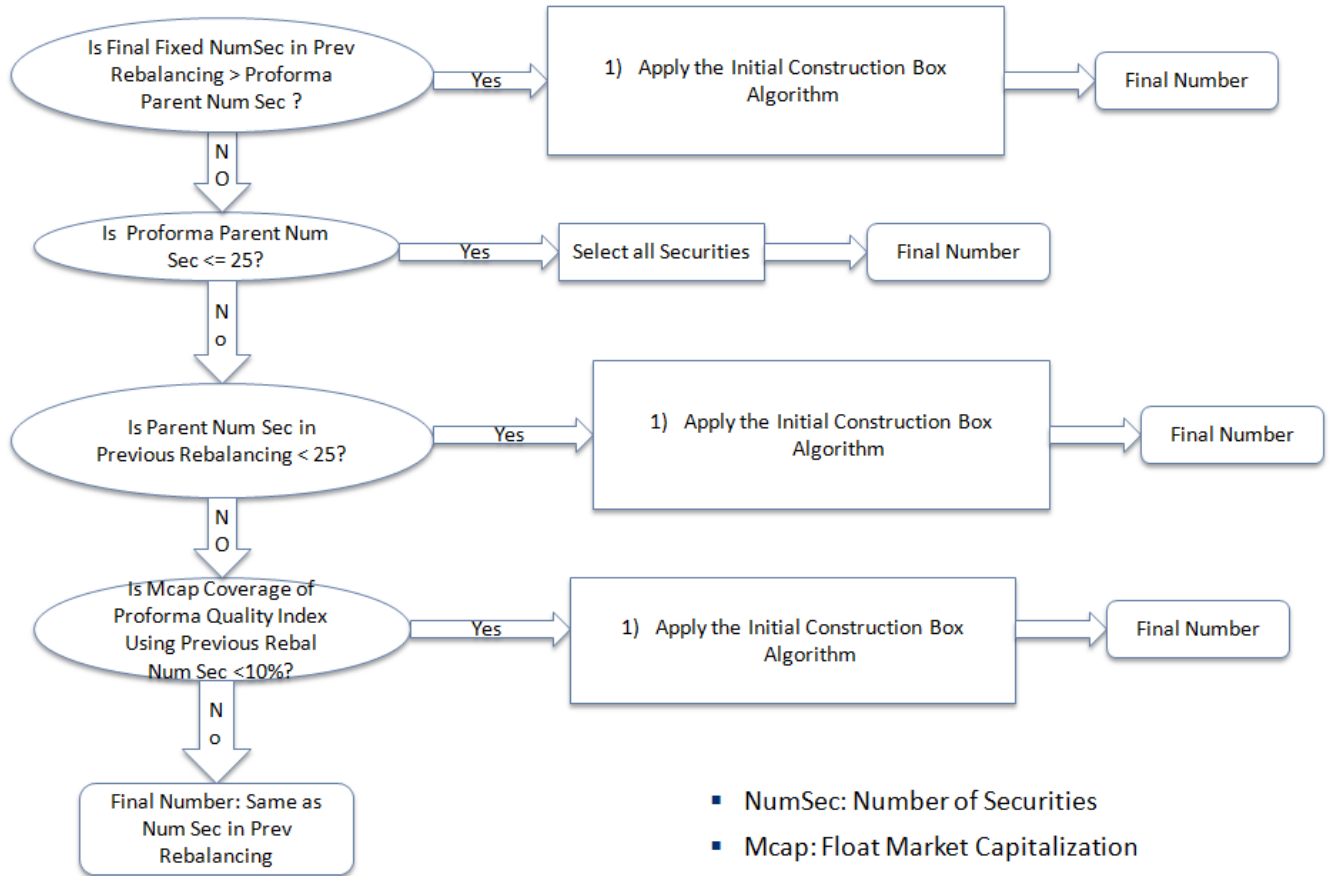 Is Final Fixed NumSec in Prev
Rebalancing > Proforma
Parent Num Sec ?
Yes
1) Apply the Initial Construction Box
Algorithm
Final Number
N
O
Is Proforma Parent Num
Sec <= 25?
Yes
Select all Securities
Final Number
N
o
Is Parent Num Sec in
Previous Rebalancing < 25?
Yes
1) Apply the Initial Construction Box
Algorithm
Final Number
N
O
Is Mcap Coverage of
Proforma Quality Index
Using Previous Rebal
Num Sec <10%?
Yes
1) Apply the Initial Construction Box
Algorithm
Final Number
N
o
Final Number: Same as
Num Sec in Prev
Rebalancing
▪ NumSec: Number of Securities
▪ Mcap: Float Market Capitalization